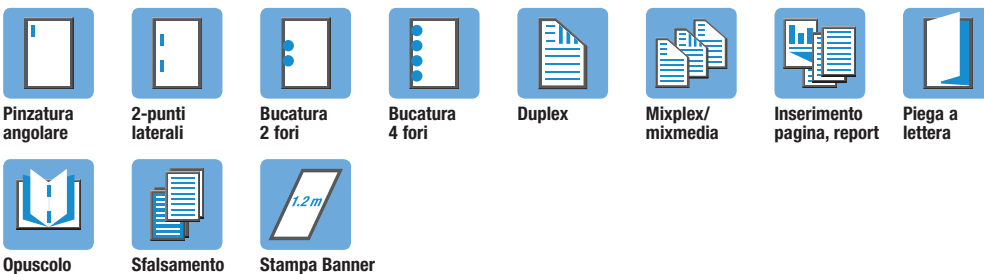 Pinzatura
angolare
2-punti
laterali
Bucatura
2 fori
Bucatura
4 fori
Duplex
Mixplex/
mixmedia
Inserimento
pagina, report
Piega a
lettera
1.2 m
Opuscolo
Sfalsamento
Stampa Banner